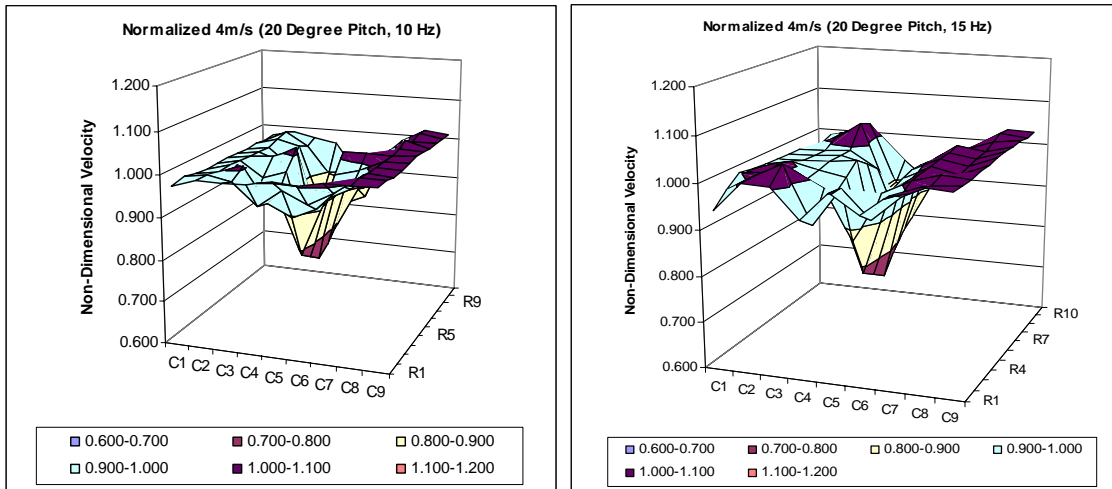 Normalized 4m/s (20 Degree Pitch, 10 Hz)
Non-Dimensional Velocity
1.200
1.100
1.000
0.900
0.800
0.700
0.600
C1 C2 C3 C4 C5 C6 C7 C8 C9
R1
R5
R9
0.600-0.700 0.700-0.800 0.800-0.900
0.900-1.000 1.000-1.100 1.100-1.200
Normalized 4m/s (20 Degree Pitch, 15 Hz)
Non-Dimensional Velocity
1.200
1.100
1.000
0.900
0.800
0.700
0.600
C1 C2 C3 C4 C5 C6 C7 C8 C9
R1
R4
R7
R10
0.600-0.700 0.700-0.800 0.800-0.900 0.900-1.000
1.000-1.100 1.100-1.200